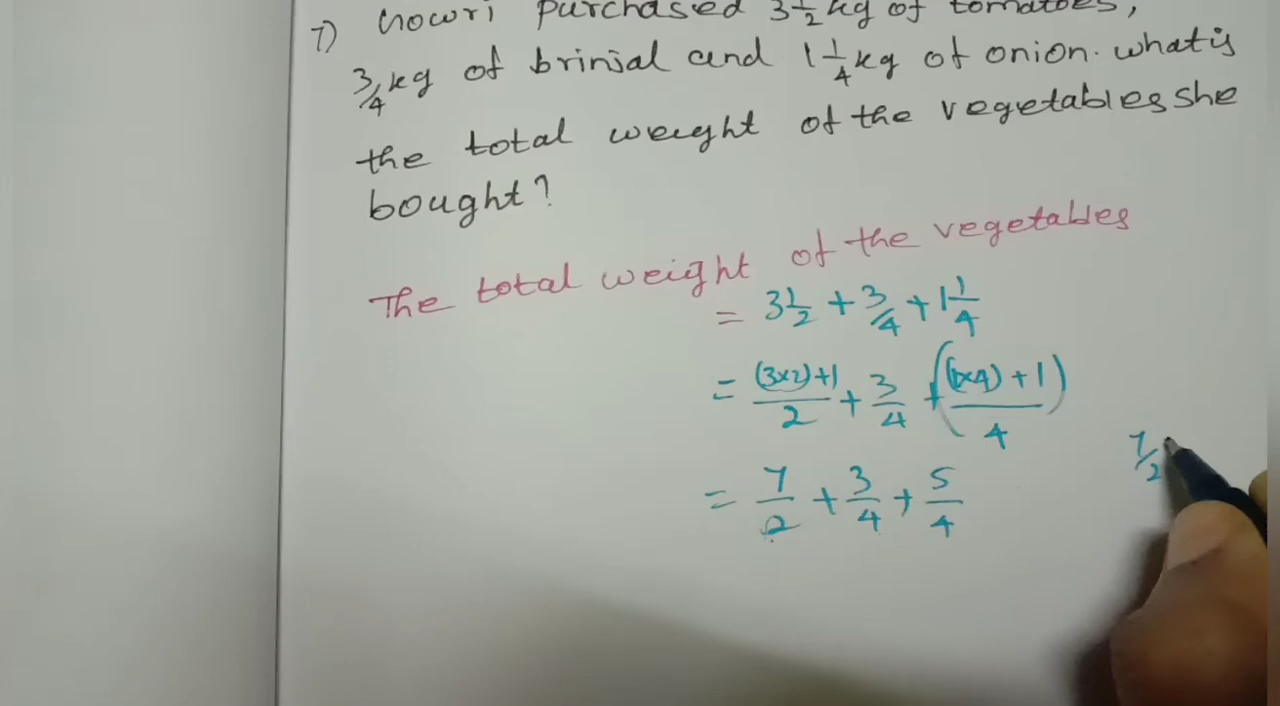 7) Gowri purchased 3 1/2 kg of tomatoes,
3/4 kg of brinjal and 1 1/4 kg of onion. what is
the total weight of the vegetables she
bought?
The total weight of the vegetables
= 3 1/2 + 3/4 + 1 1/4
= (3×2)+1/2 + 3/4 + ((1×4)+1/4)
= 7/2 + 3/4 + 5/4
7/2